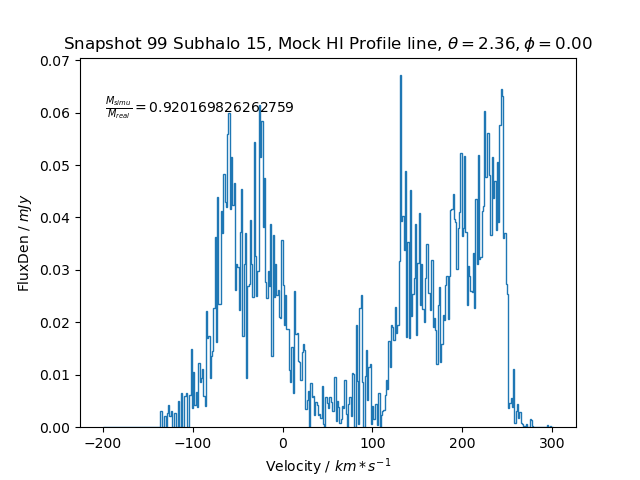 Snapshot 99 Subhalo 15, Mock HI Profile line, θ = 2.36, ϕ = 0.00
M_simu/M_real = 0.920169826262759
0.07
0.06
0.05
0.04
0.03
0.02
0.01
0.00
FluxDen / mJy
−200 −100 0 100 200 300
Velocity / km * s⁻¹